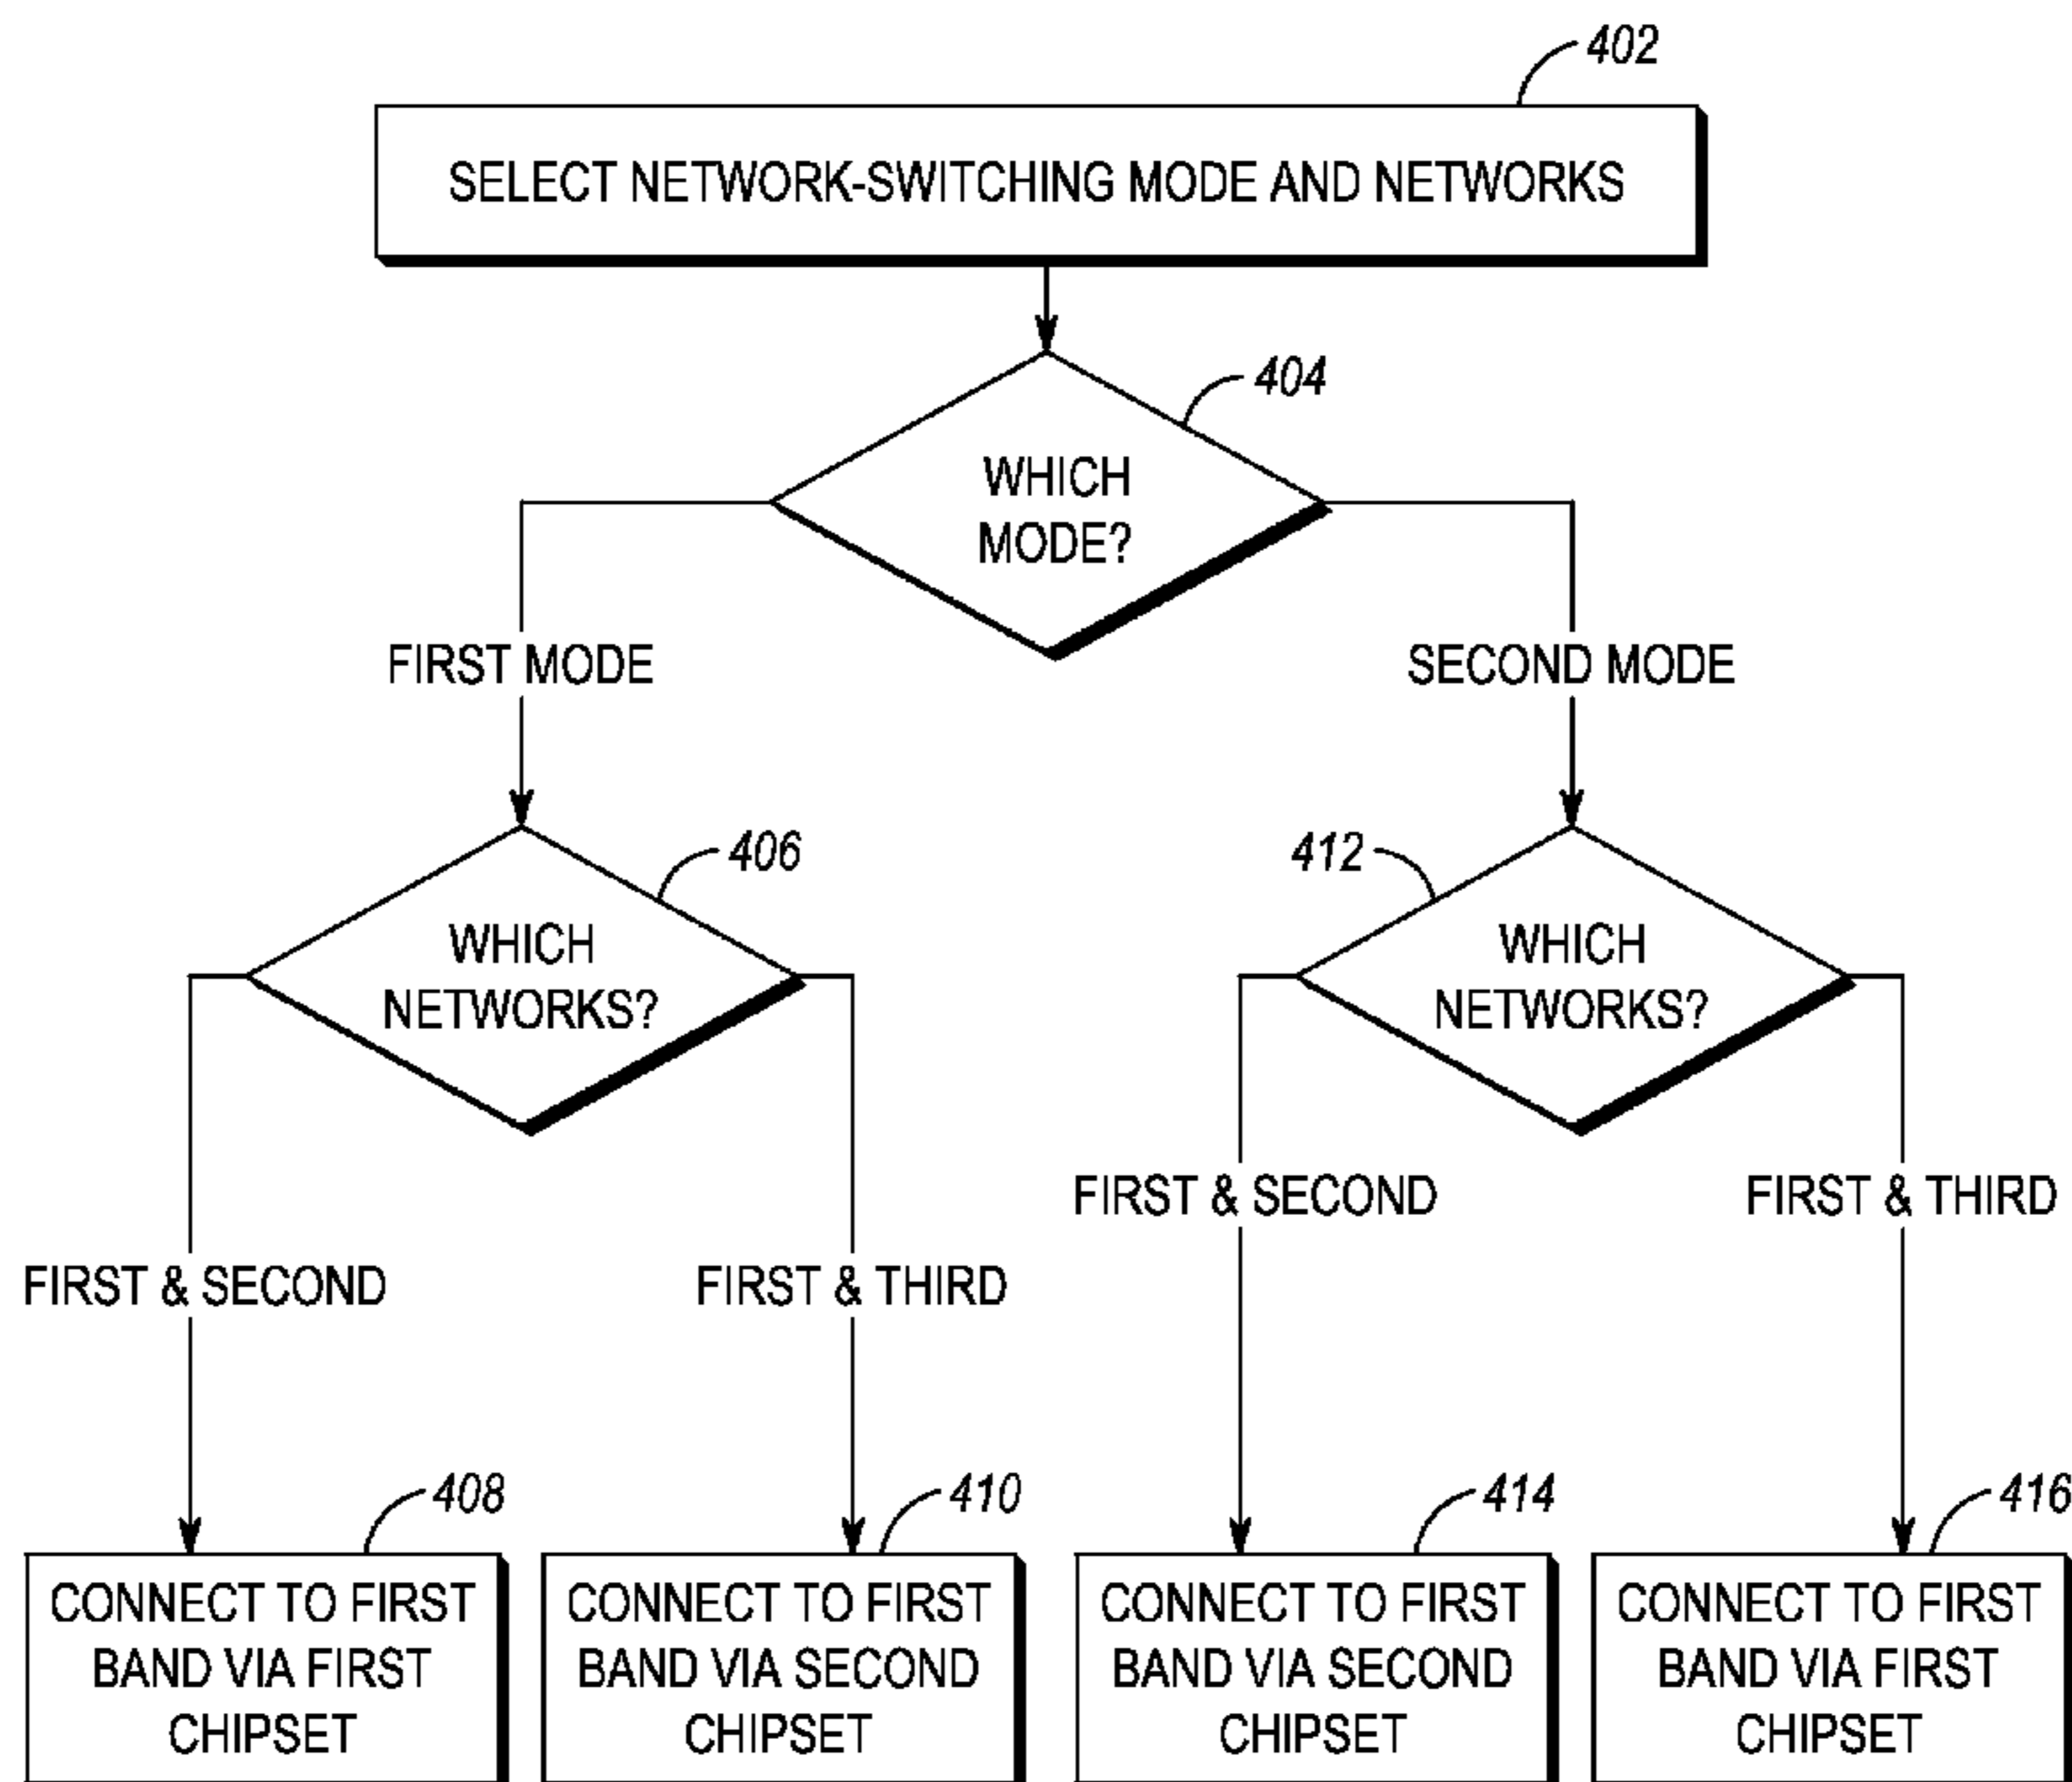 402
SELECT NETWORK-SWITCHING MODE AND NETWORKS
404
WHICH
MODE?
FIRST MODE
SECOND MODE
406
WHICH
NETWORKS?
412
WHICH
NETWORKS?
FIRST & SECOND
FIRST & THIRD
FIRST & SECOND
FIRST & THIRD
408
CONNECT TO FIRST
BAND VIA FIRST
CHIPSET
410
CONNECT TO FIRST
BAND VIA SECOND
CHIPSET
414
CONNECT TO FIRST
BAND VIA SECOND
CHIPSET
416
CONNECT TO FIRST
BAND VIA FIRST
CHIPSET